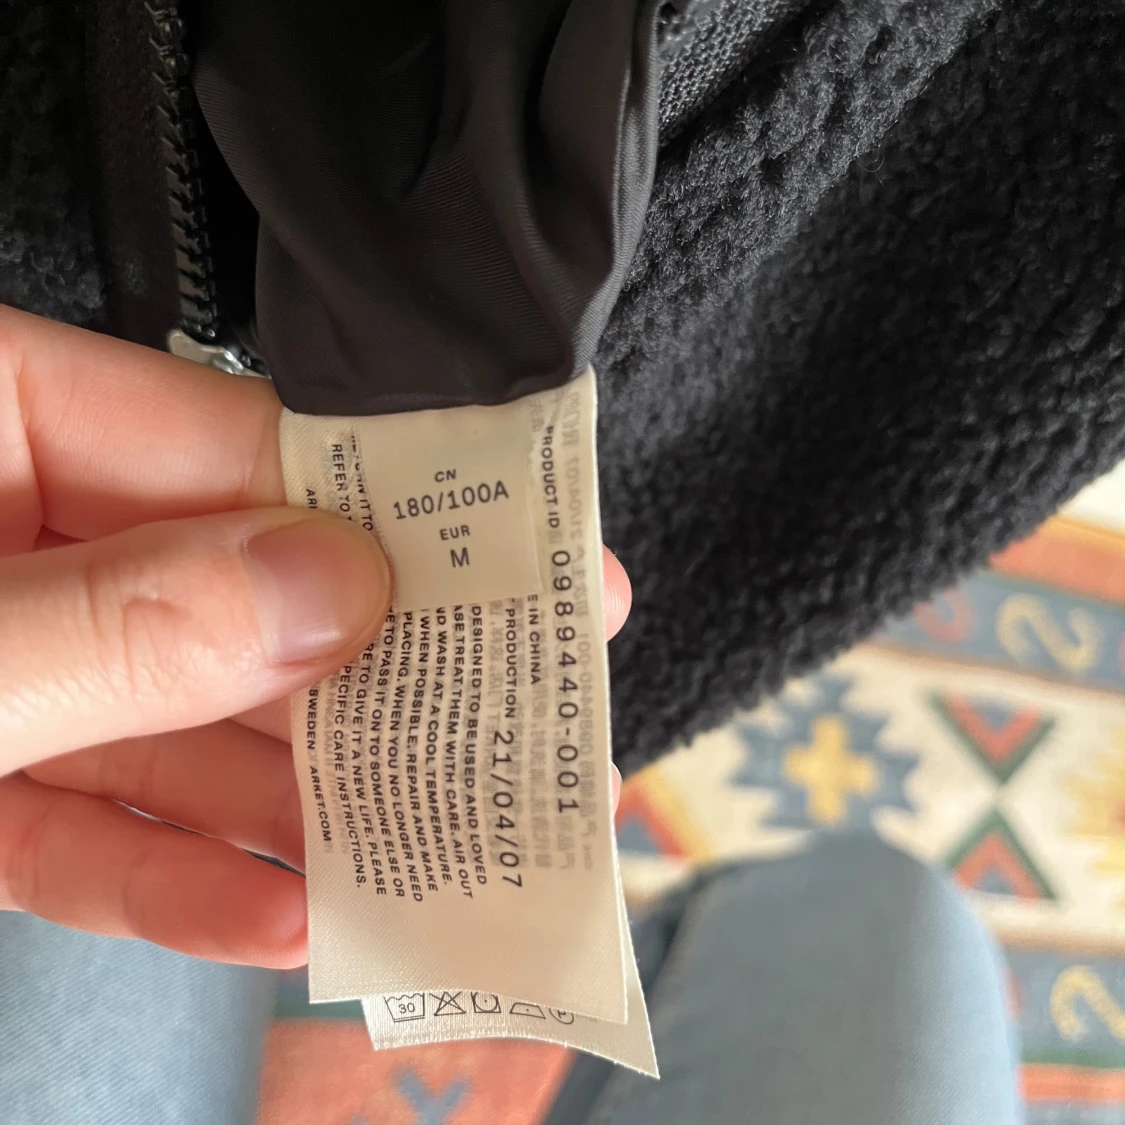 CN
180/100A
EUR
M
PRODUCT ID 0989440-001
E IN CHINA
PRODUCTION 21/04/07
DESIGNED TO BE USED AND LOVED
SE TREAT THEM WITH CARE. AIR OUT
ND WASH AT A COOL TEMPERATURE.
WHEN POSSIBLE. REPAIR AND MAKE
PLACING. WHEN YOU NO LONGER NEED
E TO PASS IT ON TO SOMEONE ELSE OR
RE TO GIVE IT A NEW LIFE. PLEASE
REFER TO PECIFIC CARE INSTRUCTIONS.
SWEDEN ARKET.COM
30